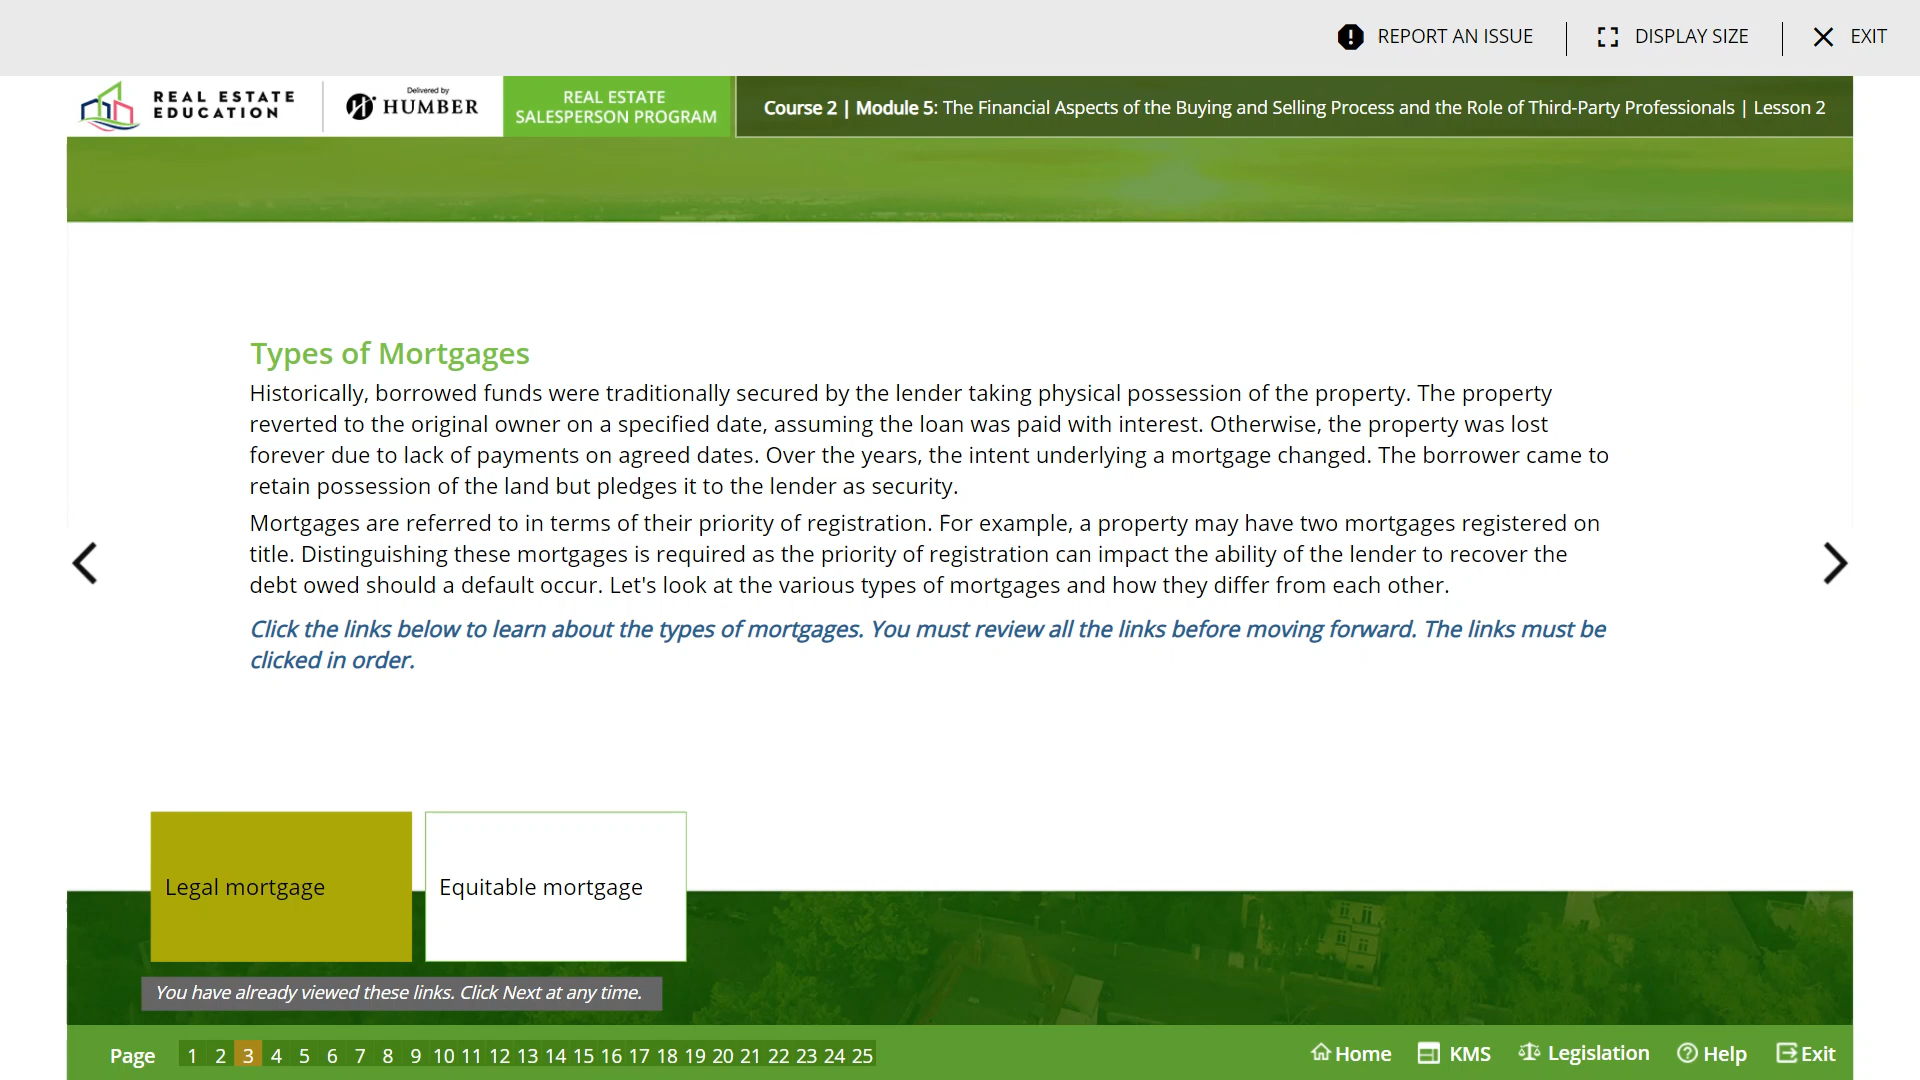 REPORT AN ISSUE
DISPLAY SIZE
EXIT
REAL ESTATE
EDUCATION
Delivered by
HUMBER
REAL ESTATE
SALESPERSON PROGRAM
Course 2 | Module 5: The Financial Aspects of the Buying and Selling Process and the Role of Third-Party Professionals | Lesson 2
Types of Mortgages
Historically, borrowed funds were traditionally secured by the lender taking physical possession of the property. The property
reverted to the original owner on a specified date, assuming the loan was paid with interest. Otherwise, the property was lost
forever due to lack of payments on agreed dates. Over the years, the intent underlying a mortgage changed. The borrower came to
retain possession of the land but pledges it to the lender as security.
Mortgages are referred to in terms of their priority of registration. For example, a property may have two mortgages registered on
title. Distinguishing these mortgages is required as the priority of registration can impact the ability of the lender to recover the
debt owed should a default occur. Let's look at the various types of mortgages and how they differ from each other.
Click the links below to learn about the types of mortgages. You must review all the links before moving forward. The links must be
clicked in order.
Legal mortgage
Equitable mortgage
You have already viewed these links. Click Next at any time.
Page 1 2 3 4 5 6 7 8 9 10 11 12 13 14 15 16 17 18 19 20 21 22 23 24 25
Home
KMS
Legislation
Help
Exit